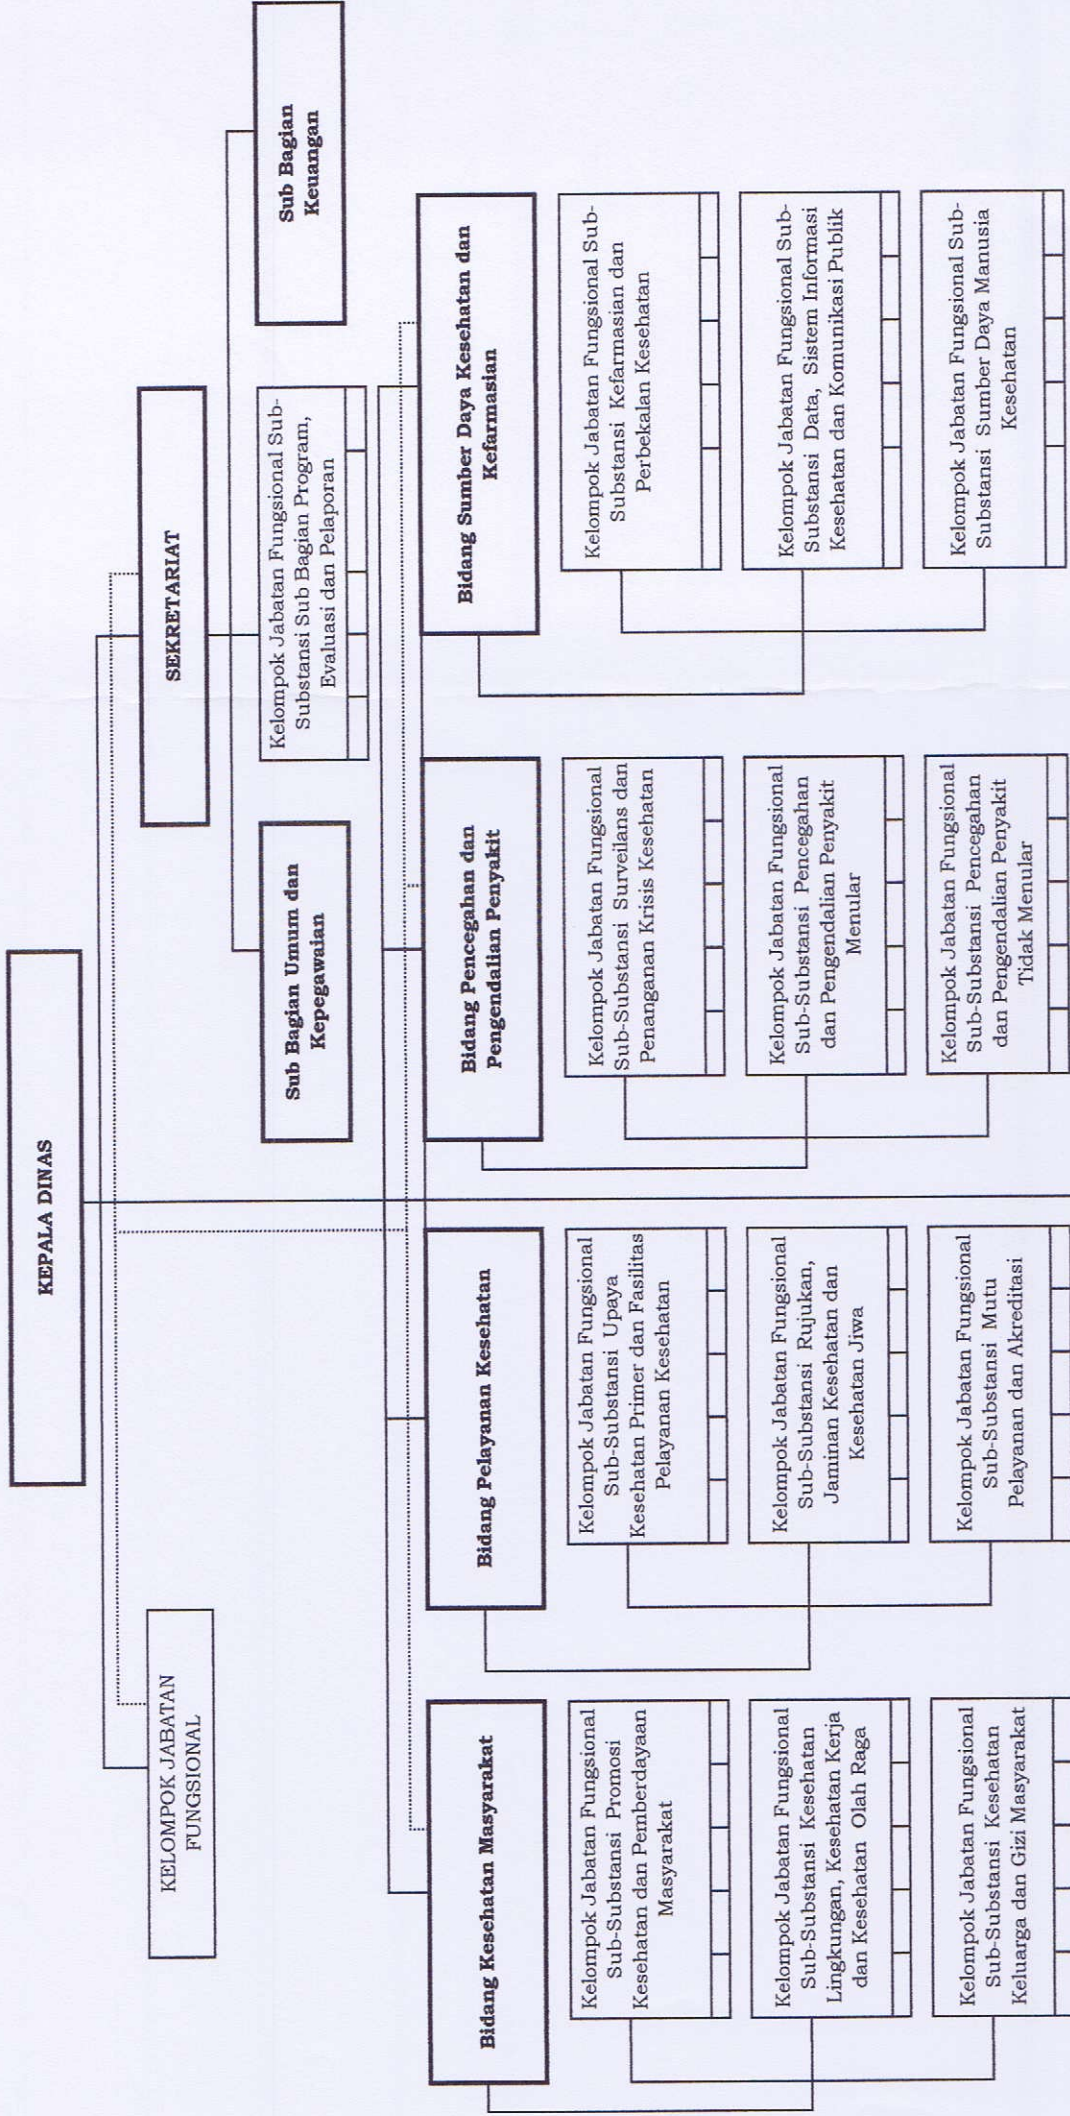 KEPALA DINAS
KELOMPOK JABATAN
FUNGSIONAL
SEKRETARIAT
Sub Bagian Umum dan
Kepegawaian
Kelompok Jabatan Fungsional Sub-
Substansi Sub Bagian Program,
Evaluasi dan Pelaporan
Sub Bagian
Keuangan
Bidang Kesehatan Masyarakat
Kelompok Jabatan Fungsional
Sub-Substansi Promosi
Kesehatan dan Pemberdayaan
Masyarakat
Kelompok Jabatan Fungsional
Sub-Substansi Kesehatan
Lingkungan, Kesehatan Kerja
dan Kesehatan Olah Raga
Kelompok Jabatan Fungsional
Sub-Substansi Kesehatan
Keluarga dan Gizi Masyarakat
Bidang Pelayanan Kesehatan
Kelompok Jabatan Fungsional
Sub-Substansi Upaya
Kesehatan Primer dan Fasilitas
Pelayanan Kesehatan
Kelompok Jabatan Fungsional
Sub-Substansi Rujukan,
Jaminan Kesehatan dan
Kesehatan Jiwa
Kelompok Jabatan Fungsional
Sub-Substansi Mutu
Pelayanan dan Akreditasi
Bidang Pencegahan dan
Pengendalian Penyakit
Kelompok Jabatan Fungsional
Sub-Substansi Surveilans dan
Penanganan Krisis Kesehatan
Kelompok Jabatan Fungsional
Sub-Substansi Pencegahan
dan Pengendalian Penyakit
Menular
Kelompok Jabatan Fungsional
Sub-Substansi Pencegahan
dan Pengendalian Penyakit
Tidak Menular
Bidang Sumber Daya Kesehatan dan
Kefarmasian
Kelompok Jabatan Fungsional Sub-
Substansi Kefarmasian dan
Perbekalan Kesehatan
Kelompok Jabatan Fungsional Sub-
Substansi Data, Sistem Informasi
Kesehatan dan Komunikasi Publik
Kelompok Jabatan Fungsional Sub-
Substansi Sumber Daya Manusia
Kesehatan